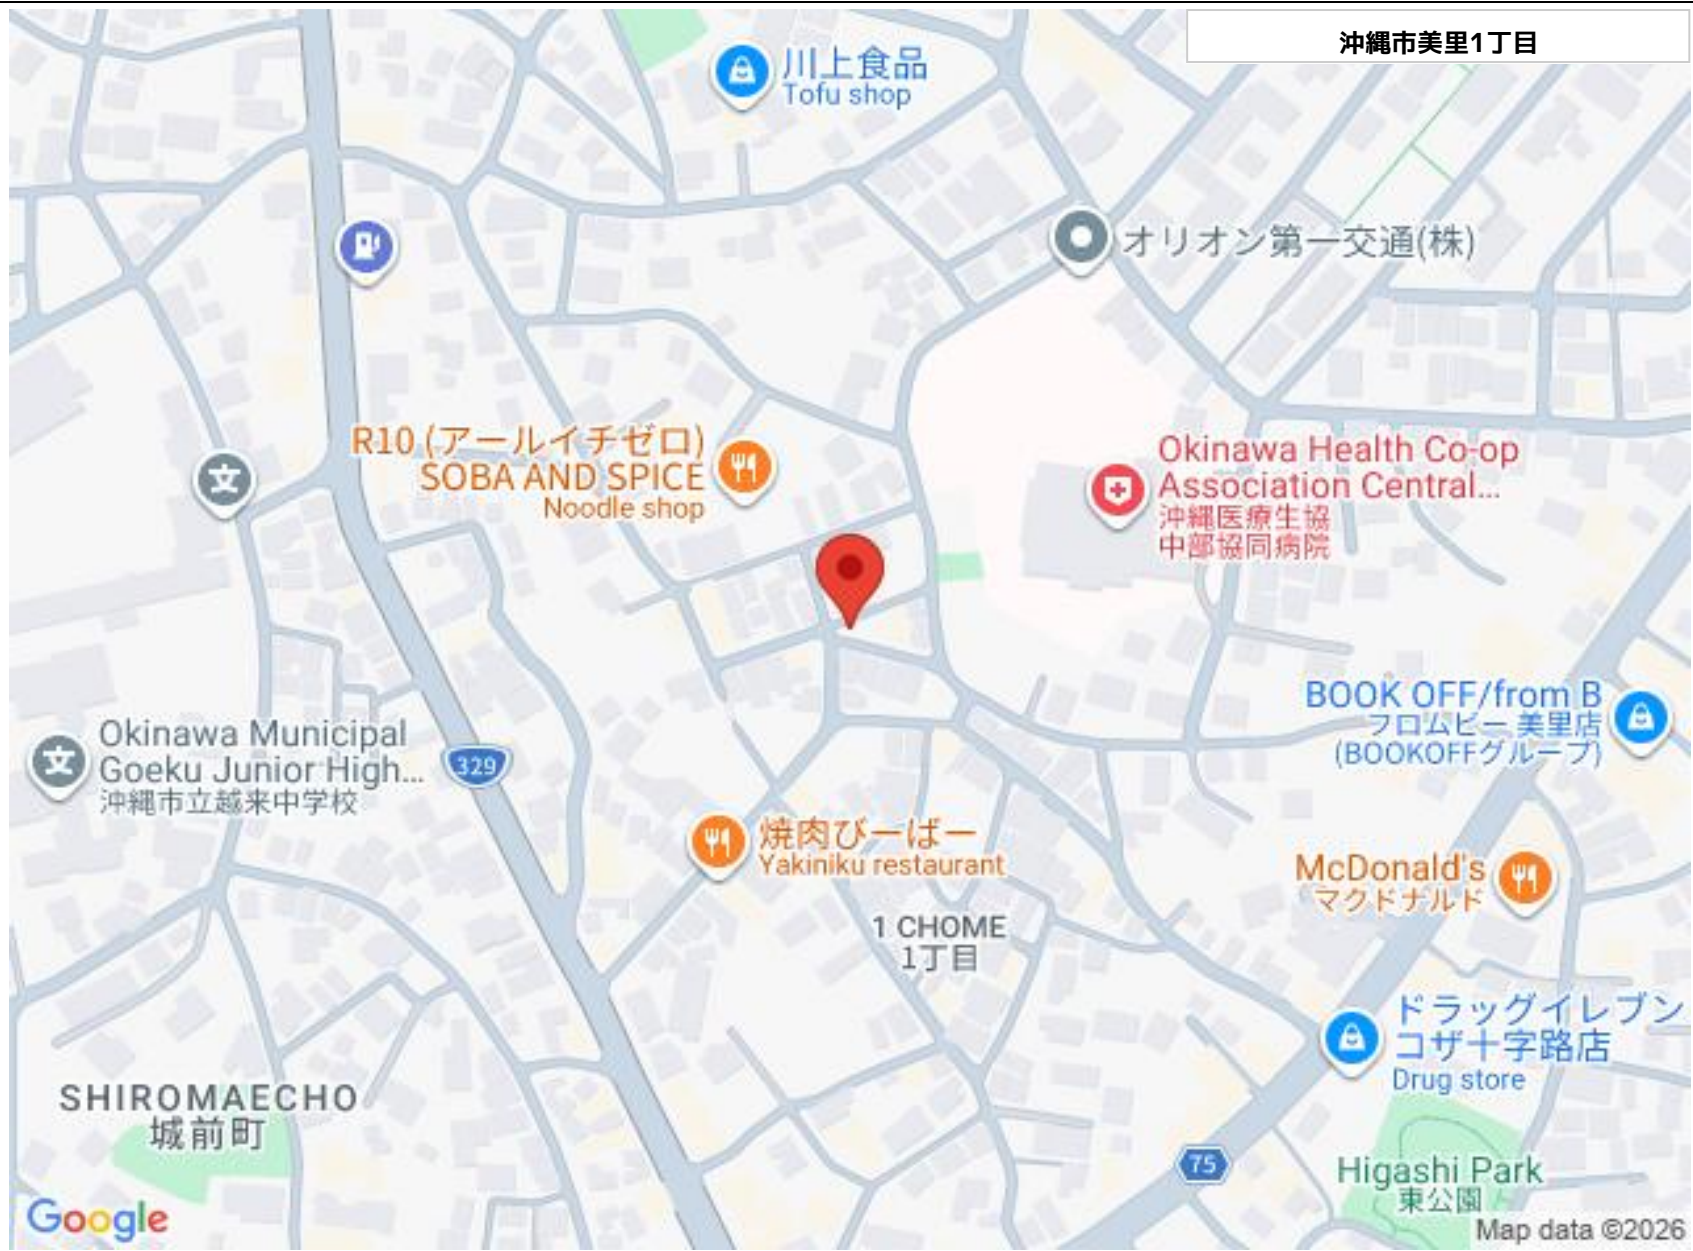 沖縄市美里1丁目
川上食品
Tofu shop
オリオン第一交通(株)
R10 (アールイチゼロ)
SOBA AND SPICE
Noodle shop
Okinawa Health Co-op
Association Central...
沖縄医療生協
中部協同病院
文
BOOK OFF/from B
フロムビー 美里店
(BOOKOFFグループ)
文
Okinawa Municipal
Goeku Junior High...
沖縄市立越来中学校
329
焼肉びーばー
Yakiniku restaurant
McDonald's
マクドナルド
1 CHOME
1丁目
ドラッグイレブン
コザ十字路店
Drug store
SHIROMAECHO
城前町
75
Higashi Park
東公園
Google
Map data ©2026